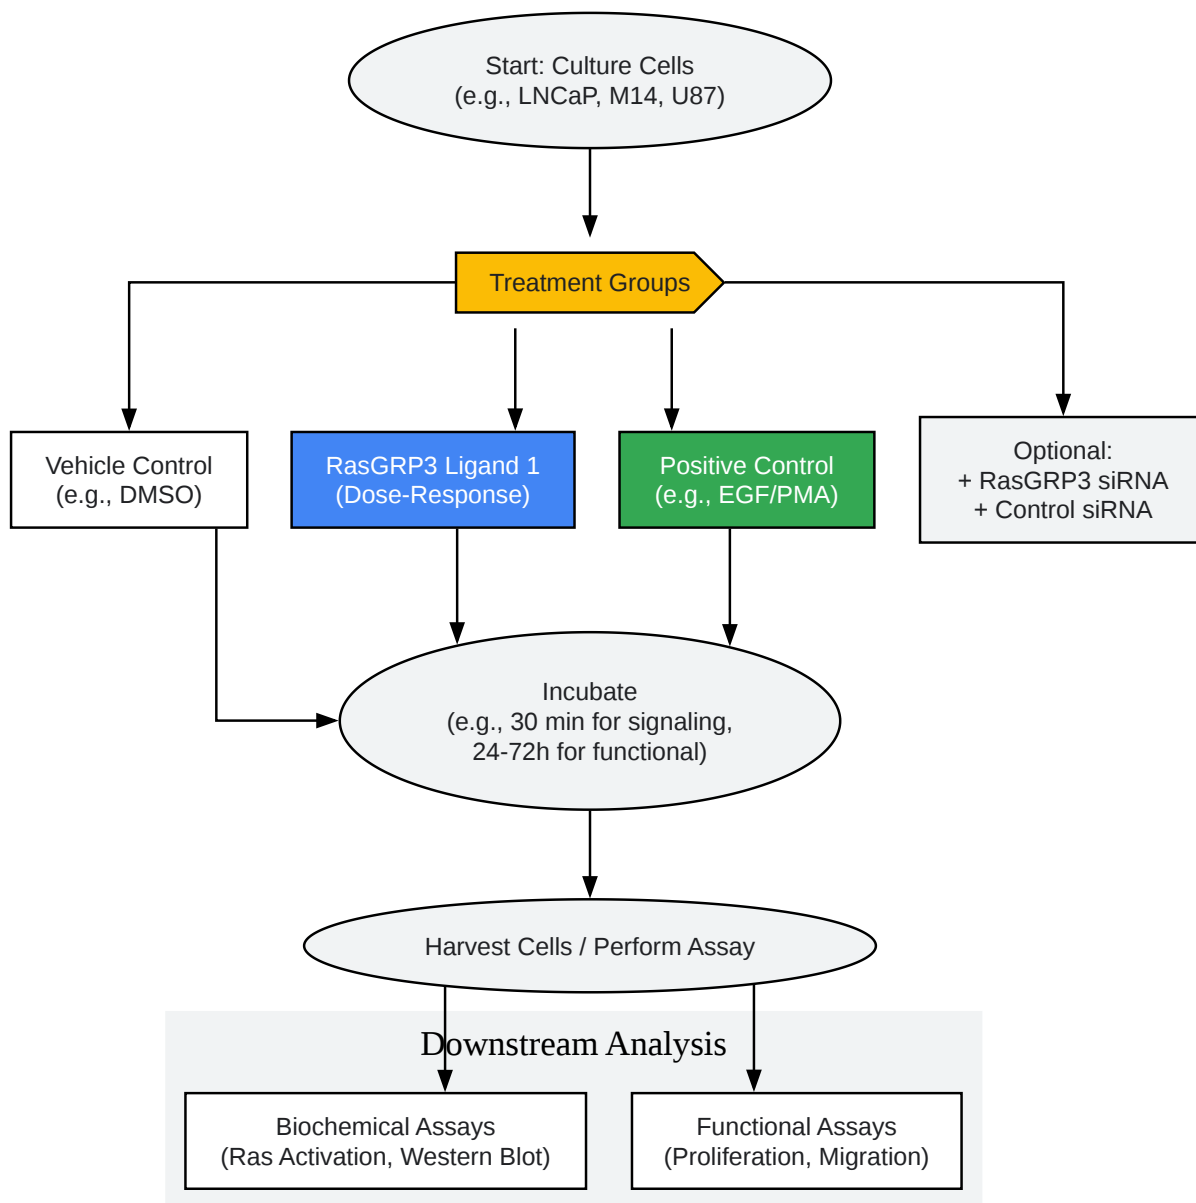 Start: Culture Cells
(e.g., LNCaP, M14, U87)
Treatment Groups
Vehicle Control
(e.g., DMSO)
RasGRP3 Ligand 1
(Dose-Response)
Positive Control
(e.g., EGF/PMA)
Optional:
+ RasGRP3 siRNA
+ Control siRNA
Incubate
(e.g., 30 min for signaling,
24-72h for functional)
Harvest Cells / Perform Assay
Downstream Analysis
Biochemical Assays
(Ras Activation, Western Blot)
Functional Assays
(Proliferation, Migration)